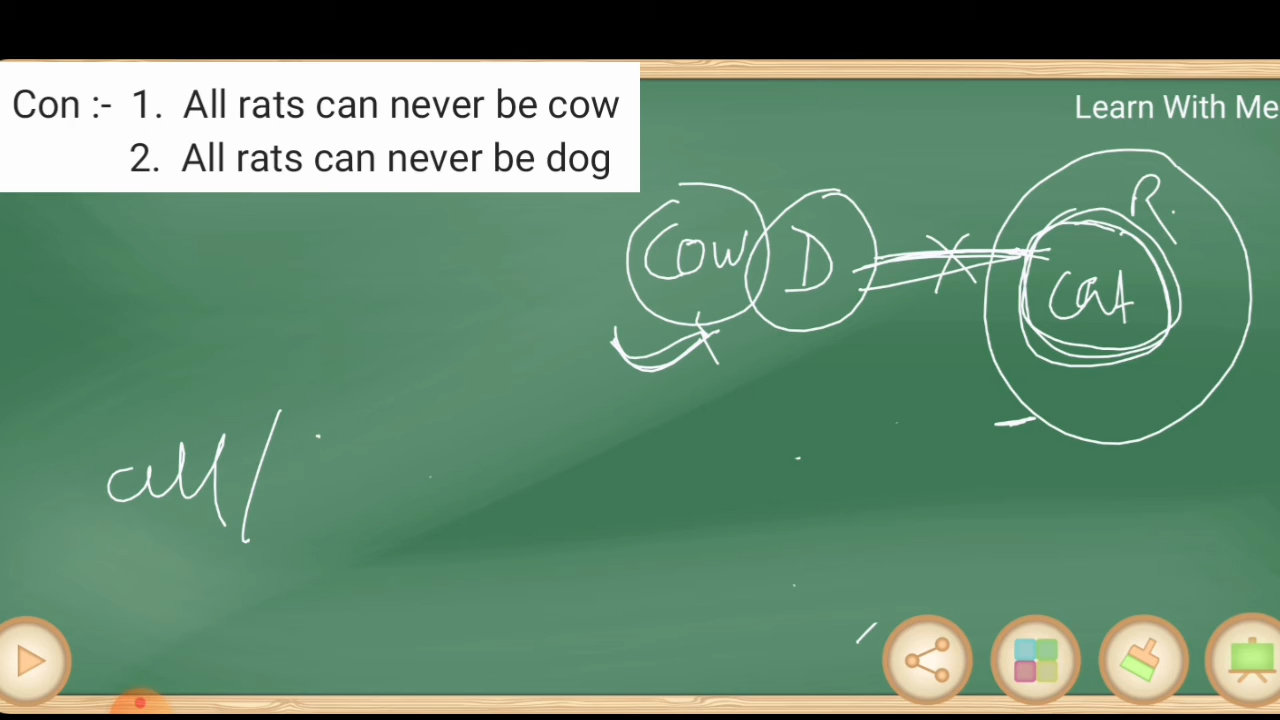 Con :- 1. All rats can never be cow
2. All rats can never be dog
Learn With Me
R.
Cow D Cat
all/